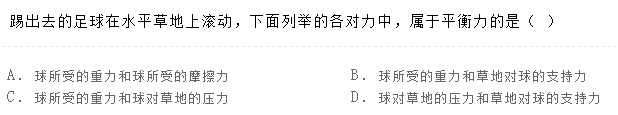 踢出去的足球在水平草地上滚动，下面列举的各对力中，属于平衡力的是（ ）
A. 球所受的重力和球所受的摩擦力 B. 球所受的重力和草地对球的支持力
C. 球所受的重力和球对草地的压力 D. 球对草地的压力和草地对球的支持力